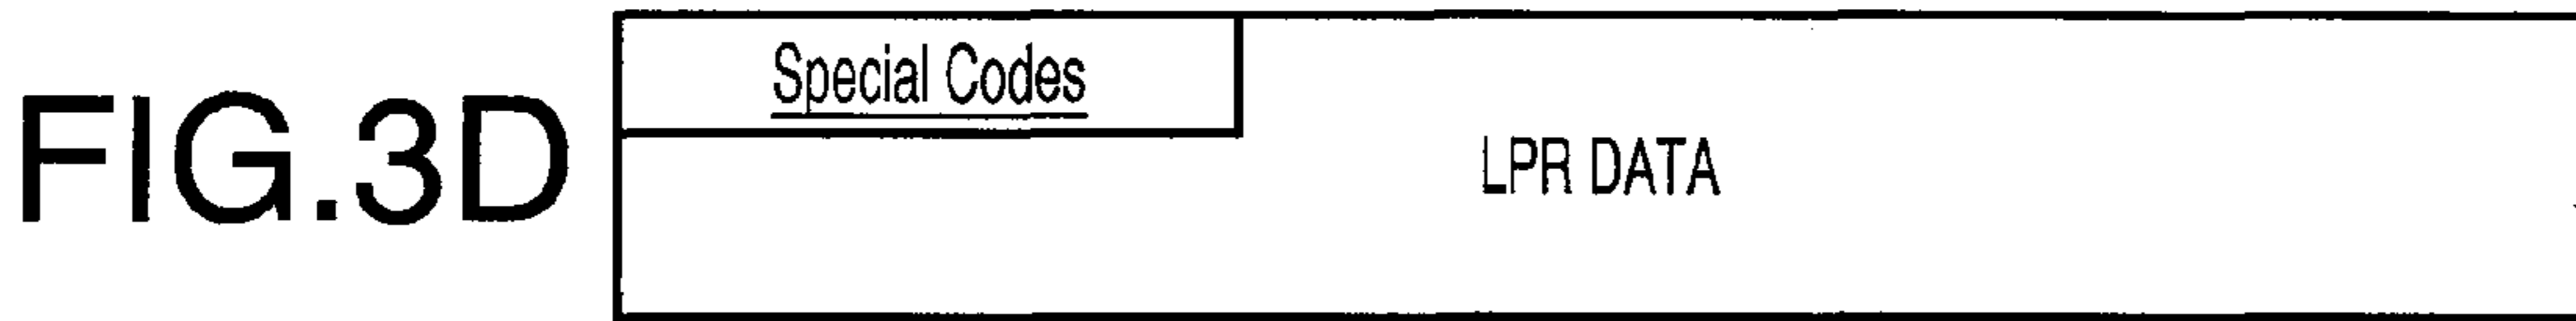 FIG.3D
Special Codes
LPR DATA